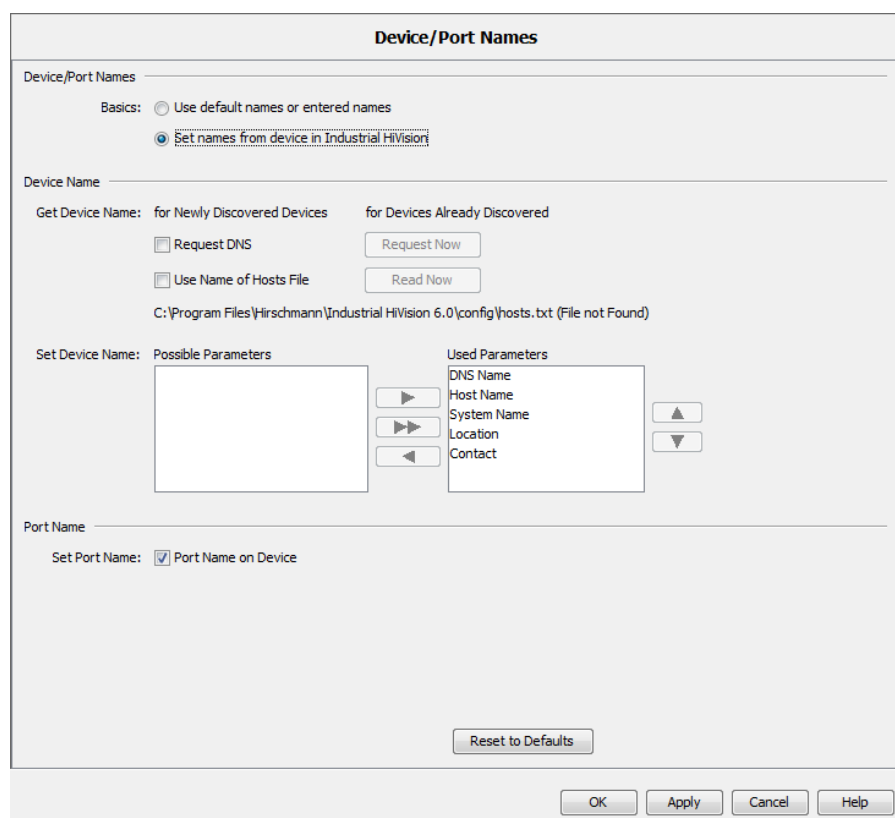 Device/Port Names
Device/Port Names
Basics: Use default names or entered names
Set names from device in Industrial HiVision
Device Name
Get Device Name: for Newly Discovered Devices for Devices Already Discovered
Request DNS Request Now
Use Name of Hosts File Read Now
C:\Program Files\Hirschmann\Industrial HiVision 6.0\config\hosts.txt (File not Found)
Set Device Name: Possible Parameters Used Parameters
DNS Name
Host Name
System Name
Location
Contact
Port Name
Set Port Name: Port Name on Device
Reset to Defaults
OK Apply Cancel Help